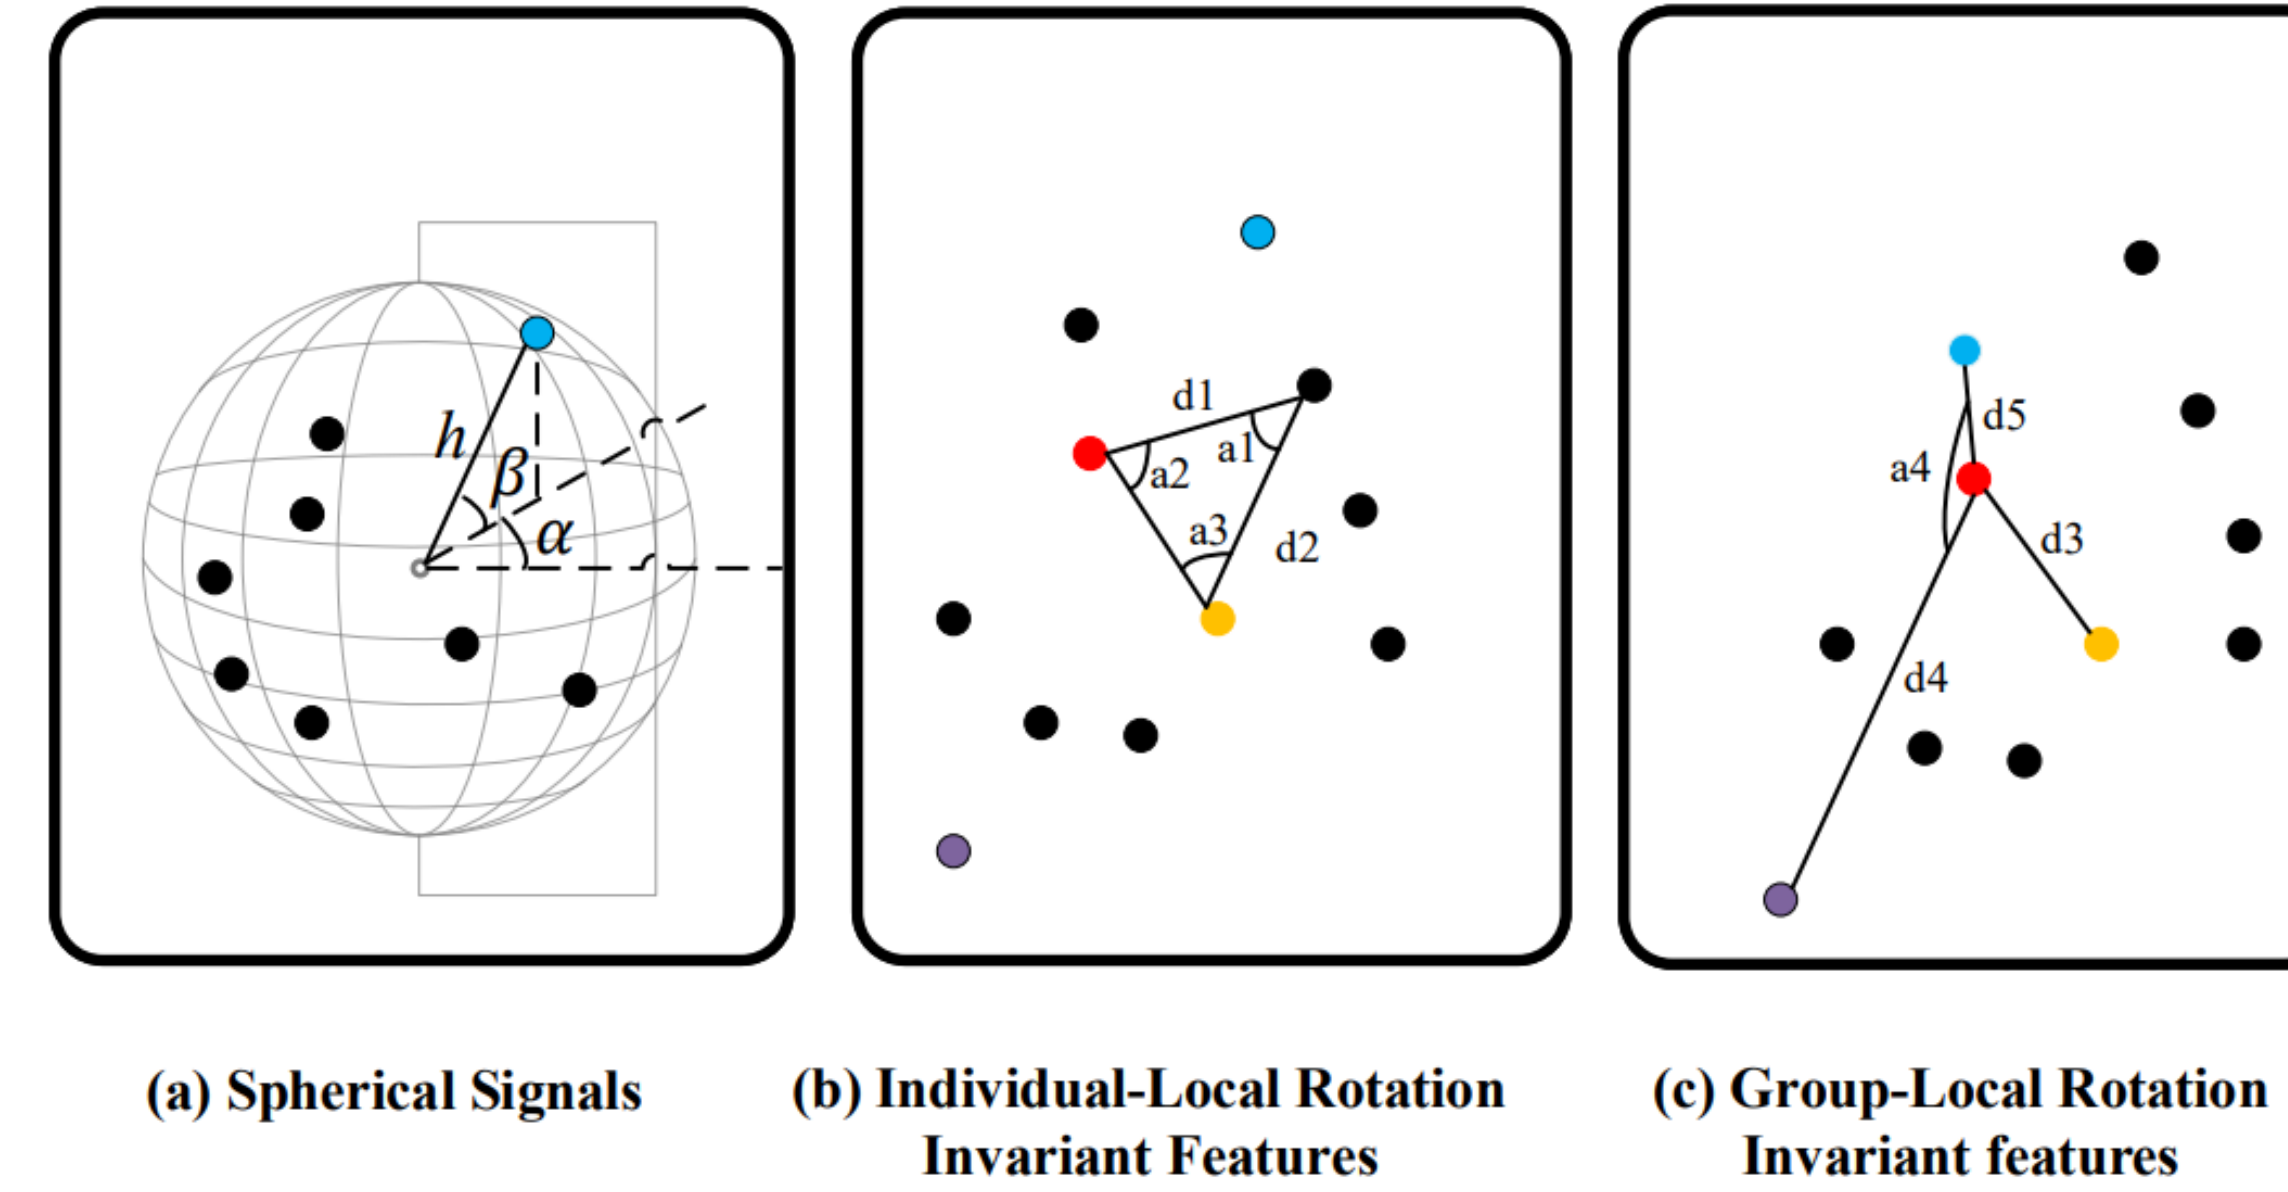 h
β
α
d1
a1
a2
a3
d2
d5
a4
d3
d4
(a) Spherical Signals
(b) Individual-Local Rotation
Invariant Features
(c) Group-Local Rotation
Invariant features